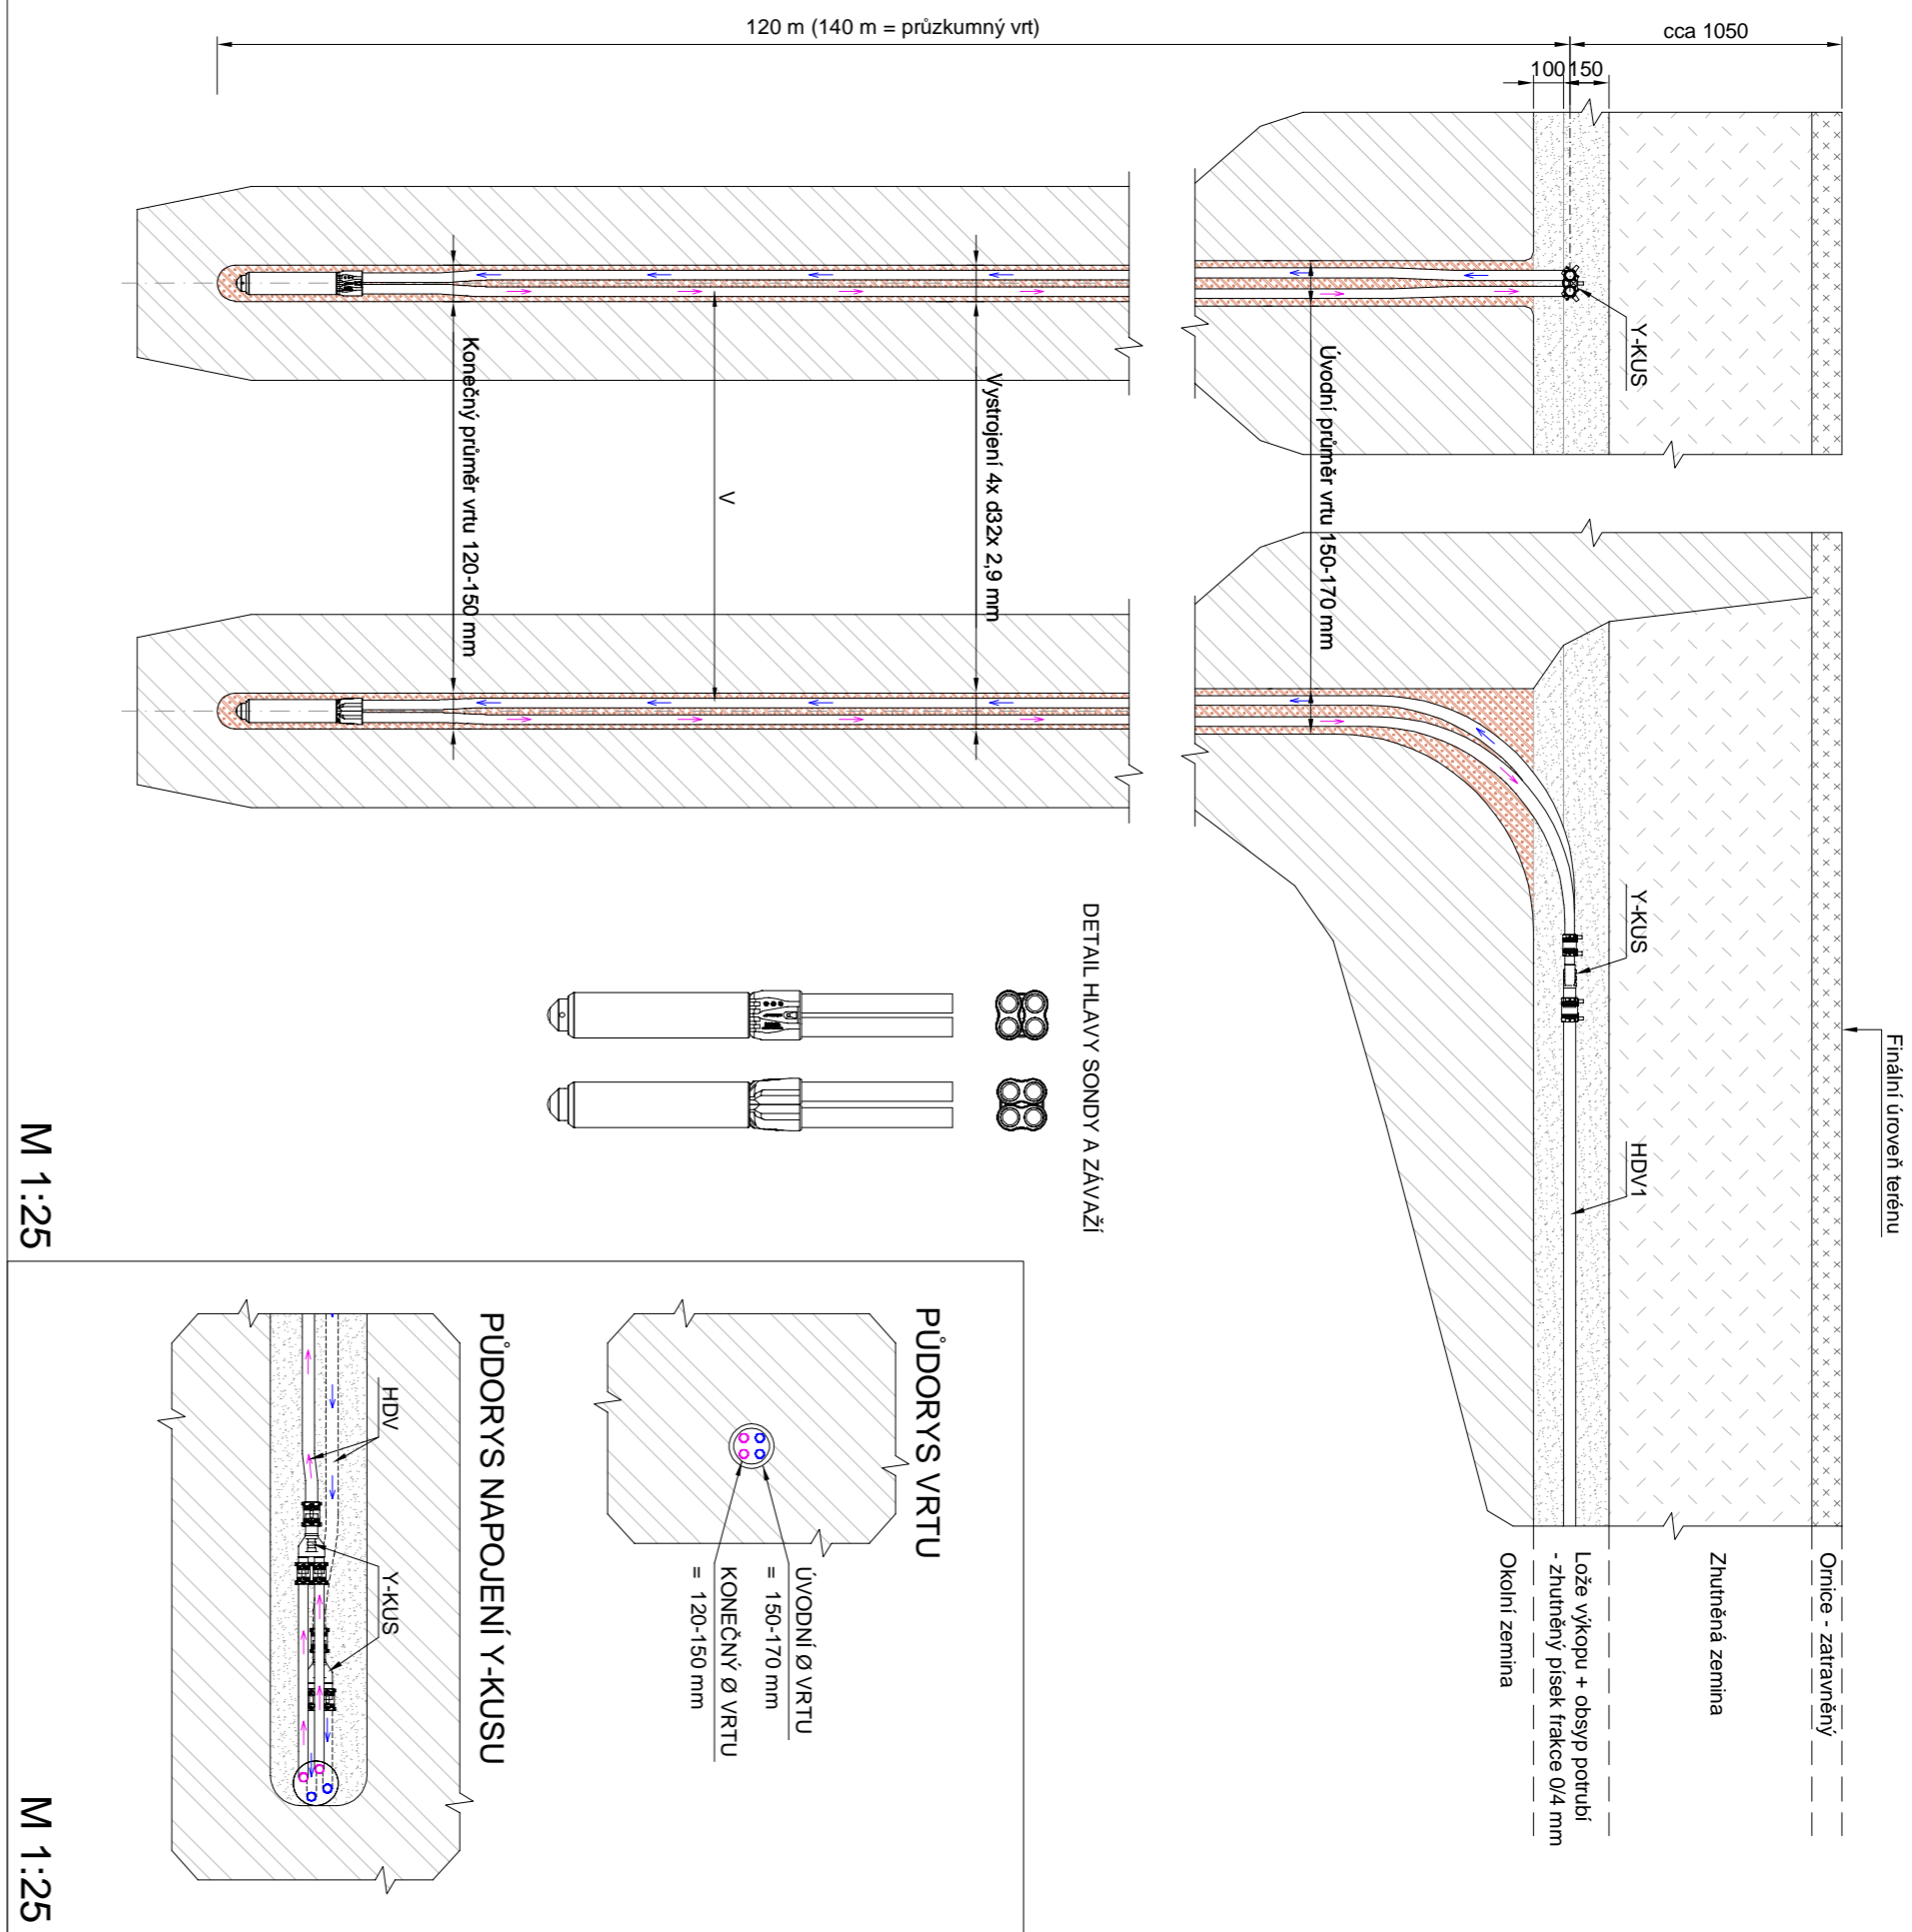 120 m (140 m = průzkumný vrt)
cca 1050
100
150
Y-KUS
Úvodní průměr vrtu 150-170 mm
Vystrojení 4x d32x 2,9 mm
V
Konečný průměr vrtu 120-150 mm
Finální úroveň terénu
Y-KUS
HDV1
DETAIL HLAVY SONDY A ZÁVAŽÍ
Ornice - zatravněný
Zhutněná zemina
Lože výkopu + obsyp potrubí
- zhutněný písek frakce 0/4 mm
Okolní zemina
PŮDORYS VRTU
ÚVODNÍ Ø VRTU
= 150-170 mm
KONEČNÝ Ø VRTU
= 120-150 mm
PŮDORYS NAPOJENÍ Y-KUSU
HDV
Y-KUS
M 1:25
M 1:25